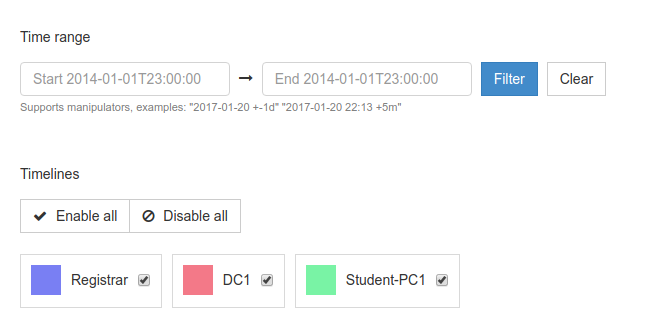 Time range
Start 2014-01-01T23:00:00 → End 2014-01-01T23:00:00 Filter Clear
Supports manipulators, examples: "2017-01-20 +-1d" "2017-01-20 22:13 +5m"
Timelines
Enable all Disable all
Registrar DC1 Student-PC1